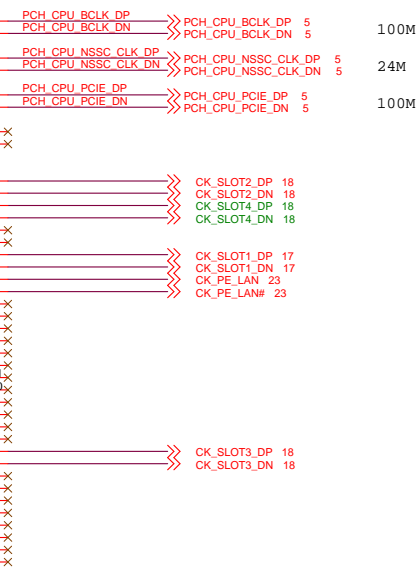 PCH_CPU_BCLK_DP PCH_CPU_BCLK_DP 5
PCH_CPU_BCLK_DN PCH_CPU_BCLK_DN 5 100M
PCH_CPU_NSSC_CLK_DP PCH_CPU_NSSC_CLK_DP 5
PCH_CPU_NSSC_CLK_DN PCH_CPU_NSSC_CLK_DN 5 24M
PCH_CPU_PCIE_DP PCH_CPU_PCIE_DP 5
PCH_CPU_PCIE_DN PCH_CPU_PCIE_DN 5 100M
CK_SLOT2_DP 18
CK_SLOT2_DN 18
CK_SLOT4_DP 18
CK_SLOT4_DN 18
CK_SLOT1_DP 17
CK_SLOT1_DN 17
CK_PE_LAN 23
CK_PE_LAN# 23
CK_SLOT3_DP 18
CK_SLOT3_DN 18